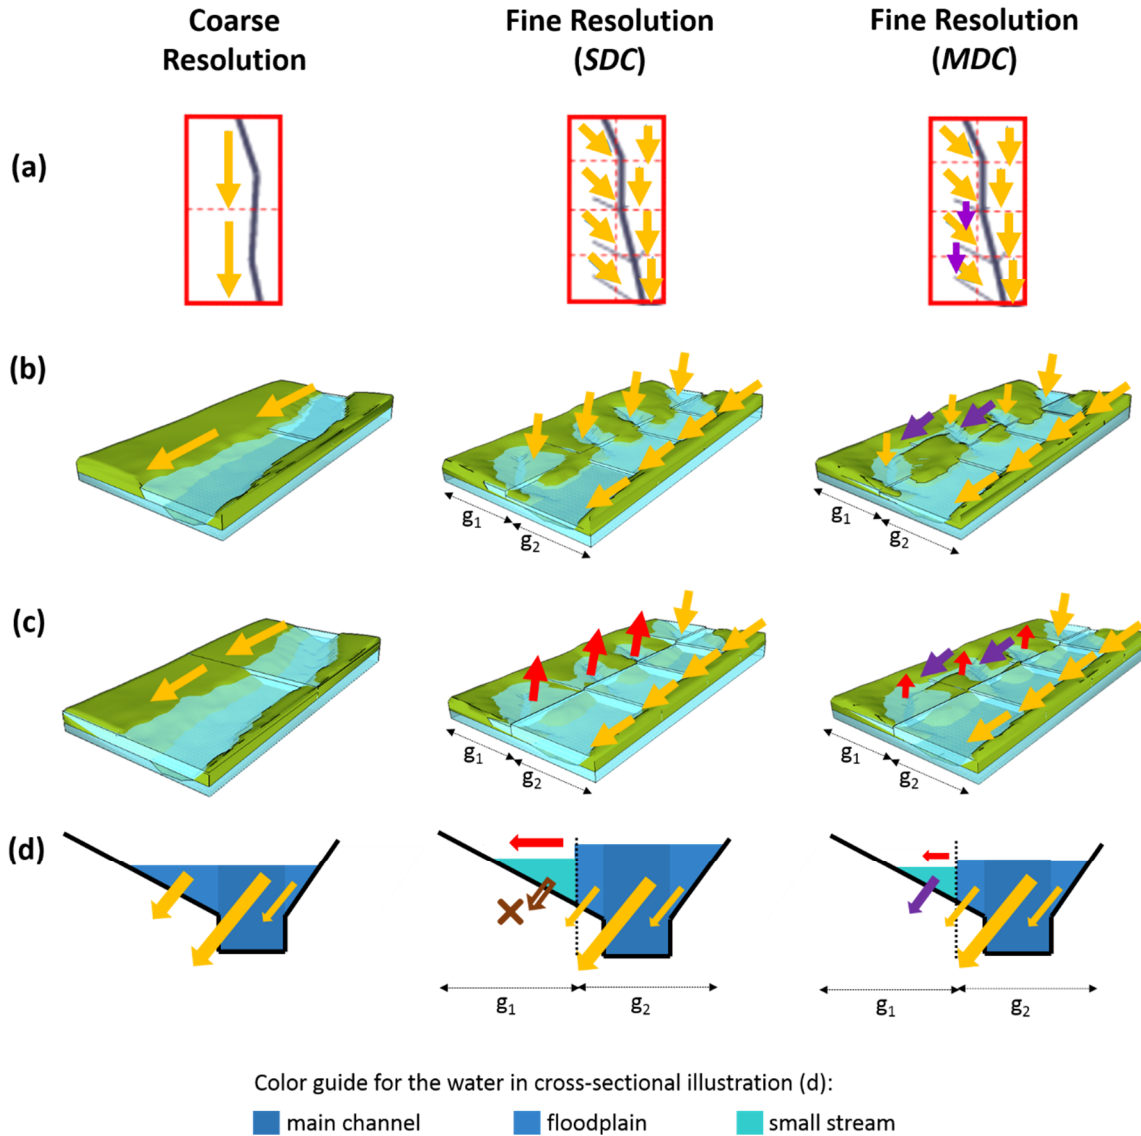 Coarse
Resolution
Fine Resolution
(SDC)
Fine Resolution
(MDC)
(a)
(b)
g1
g2
g1
g2
(c)
g1
g2
g1
g2
(d)
g1
g2
g1
g2
Color guide for the water in cross-sectional illustration (d):
main channel
floodplain
small stream